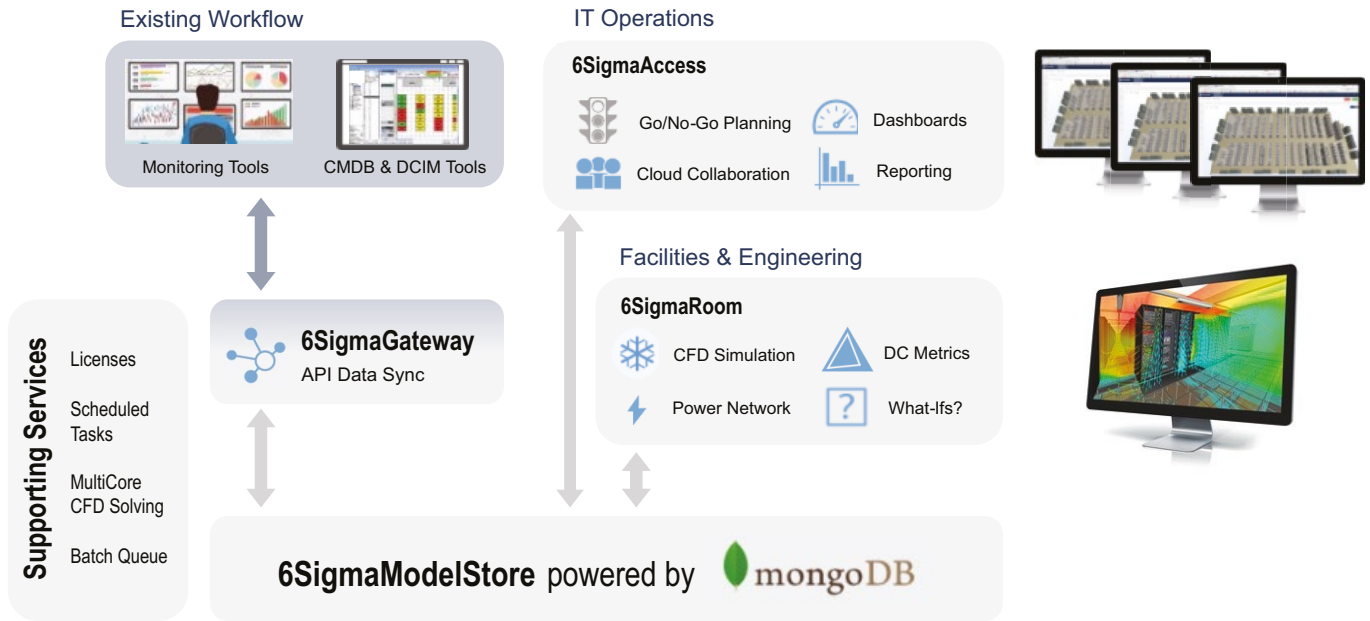 Existing Workflow
Monitoring Tools
CMDB & DCIM Tools
IT Operations
6SigmaAccess
Go/No-Go Planning
Dashboards
Cloud Collaboration
Reporting
Facilities & Engineering
6SigmaRoom
CFD Simulation
DC Metrics
Power Network
?
What-Ifs?
6SigmaGateway
API Data Sync
Supporting Services
Licenses
Scheduled
Tasks
MultiCore
CFD Solving
Batch Queue
6SigmaModelStore powered by mongoDB